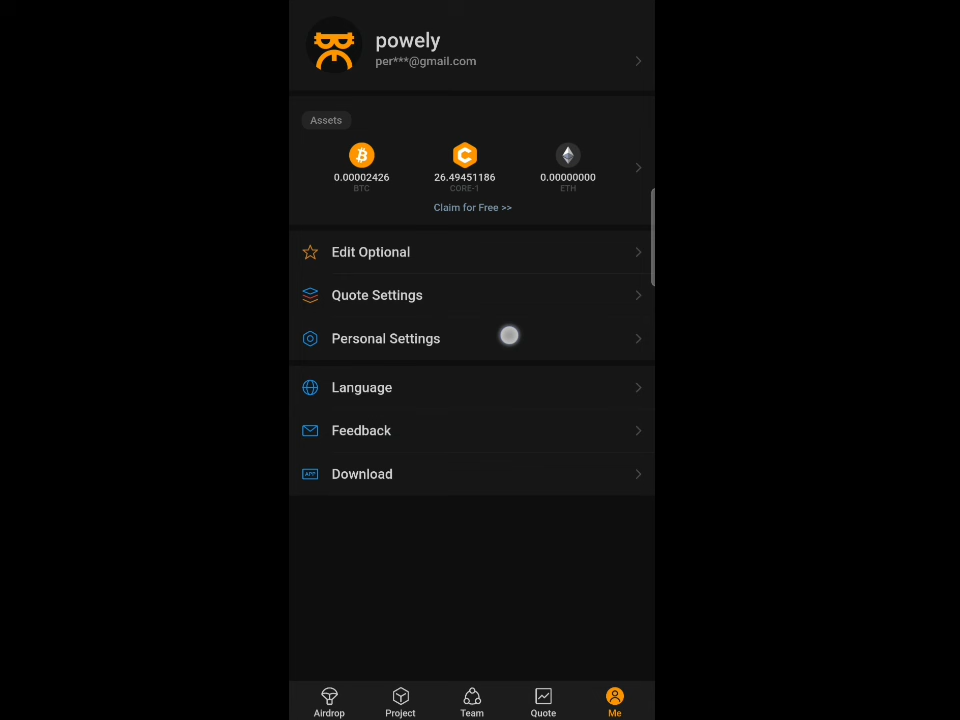 powely
per***@gmail.com
Assets
0.00002426
26.49451186
0.00000000
BTC
CORE-1
ETH
Claim for Free >>
Edit Optional
Quote Settings
Personal Settings
Language
Feedback
APP
Download
Airdrop
Project
Team
Quote
Me